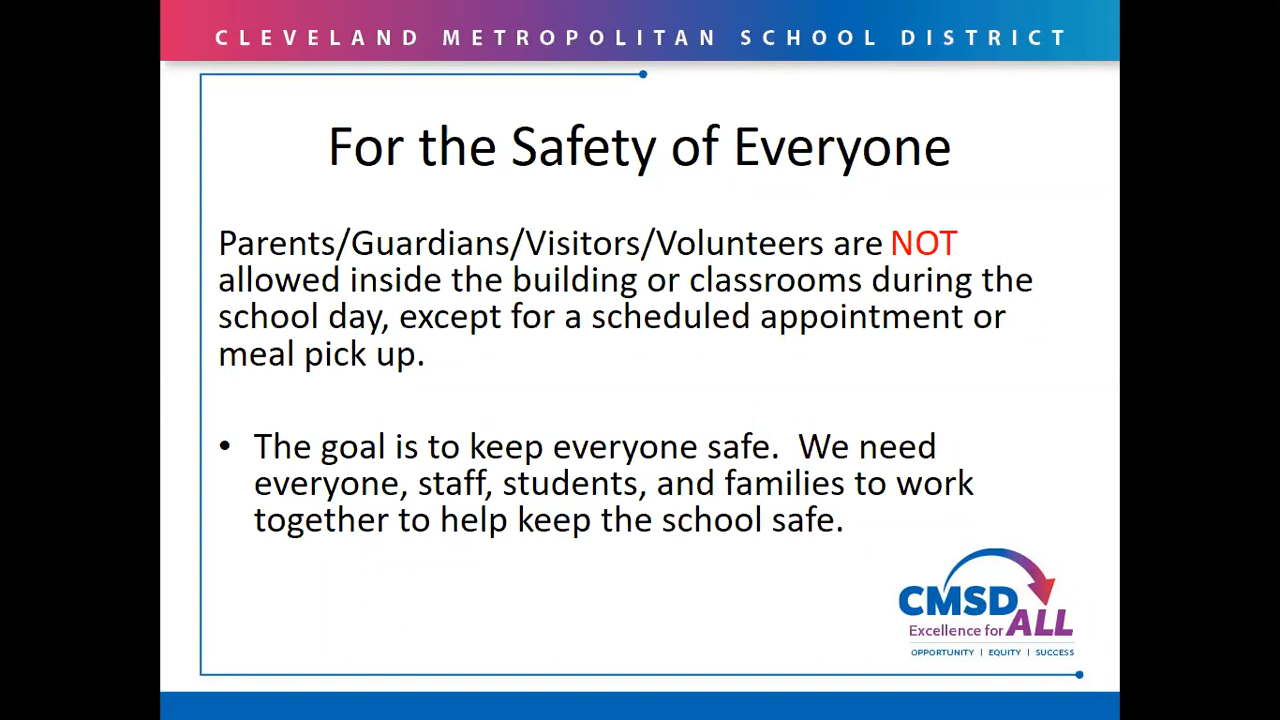 CLEVELAND METROPOLITAN SCHOOL DISTRICT
For the Safety of Everyone
Parents/Guardians/Visitors/Volunteers are NOT
allowed inside the building or classrooms during the
school day, except for a scheduled appointment or
meal pick up.
• The goal is to keep everyone safe.  We need
everyone, staff, students, and families to work
together to help keep the school safe.
CMSD
Excellence for ALL
OPPORTUNITY | EQUITY | SUCCESS